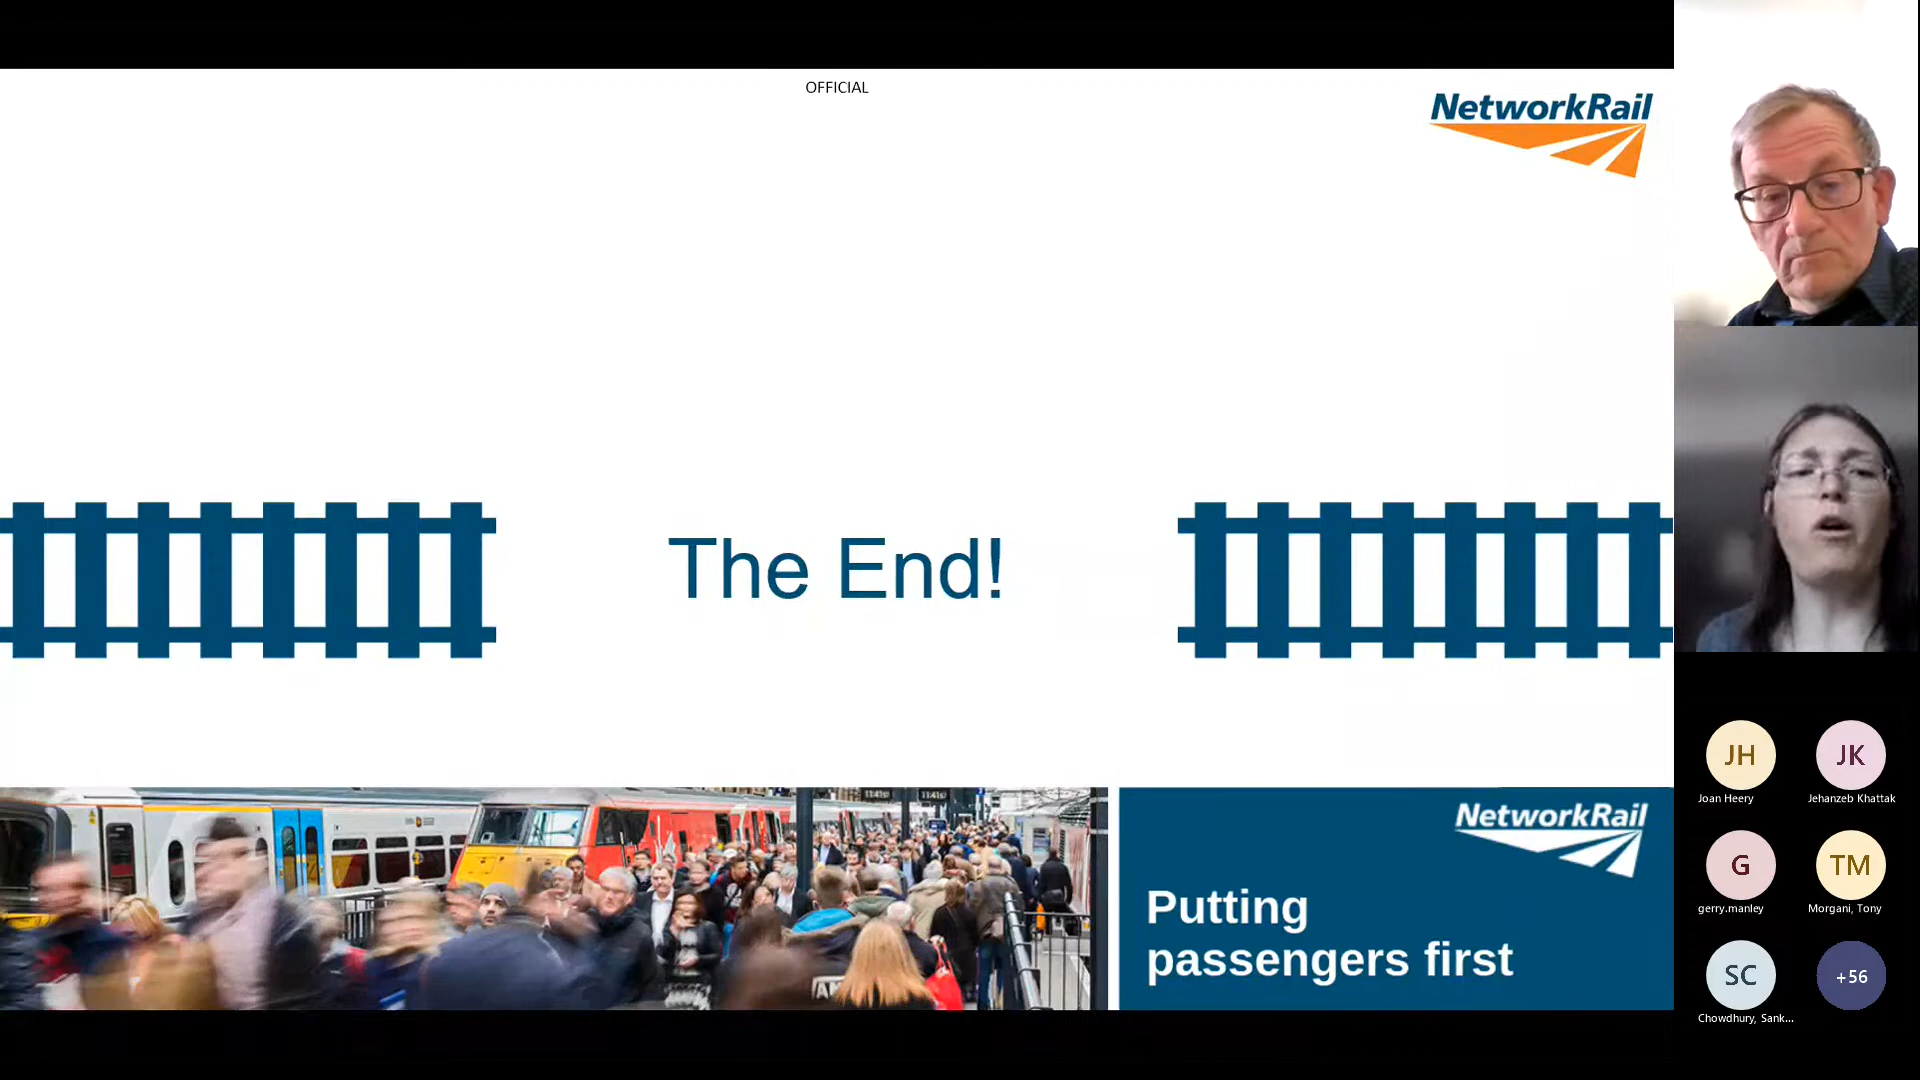 OFFICIAL
NetworkRail
The End!
NetworkRail
Putting
passengers first
JH
Joan Heery
JK
Jehanzeb Khattak
G
gerry.manley
TM
Morgani, Tony
SC
Chowdhury, Sank...
+56